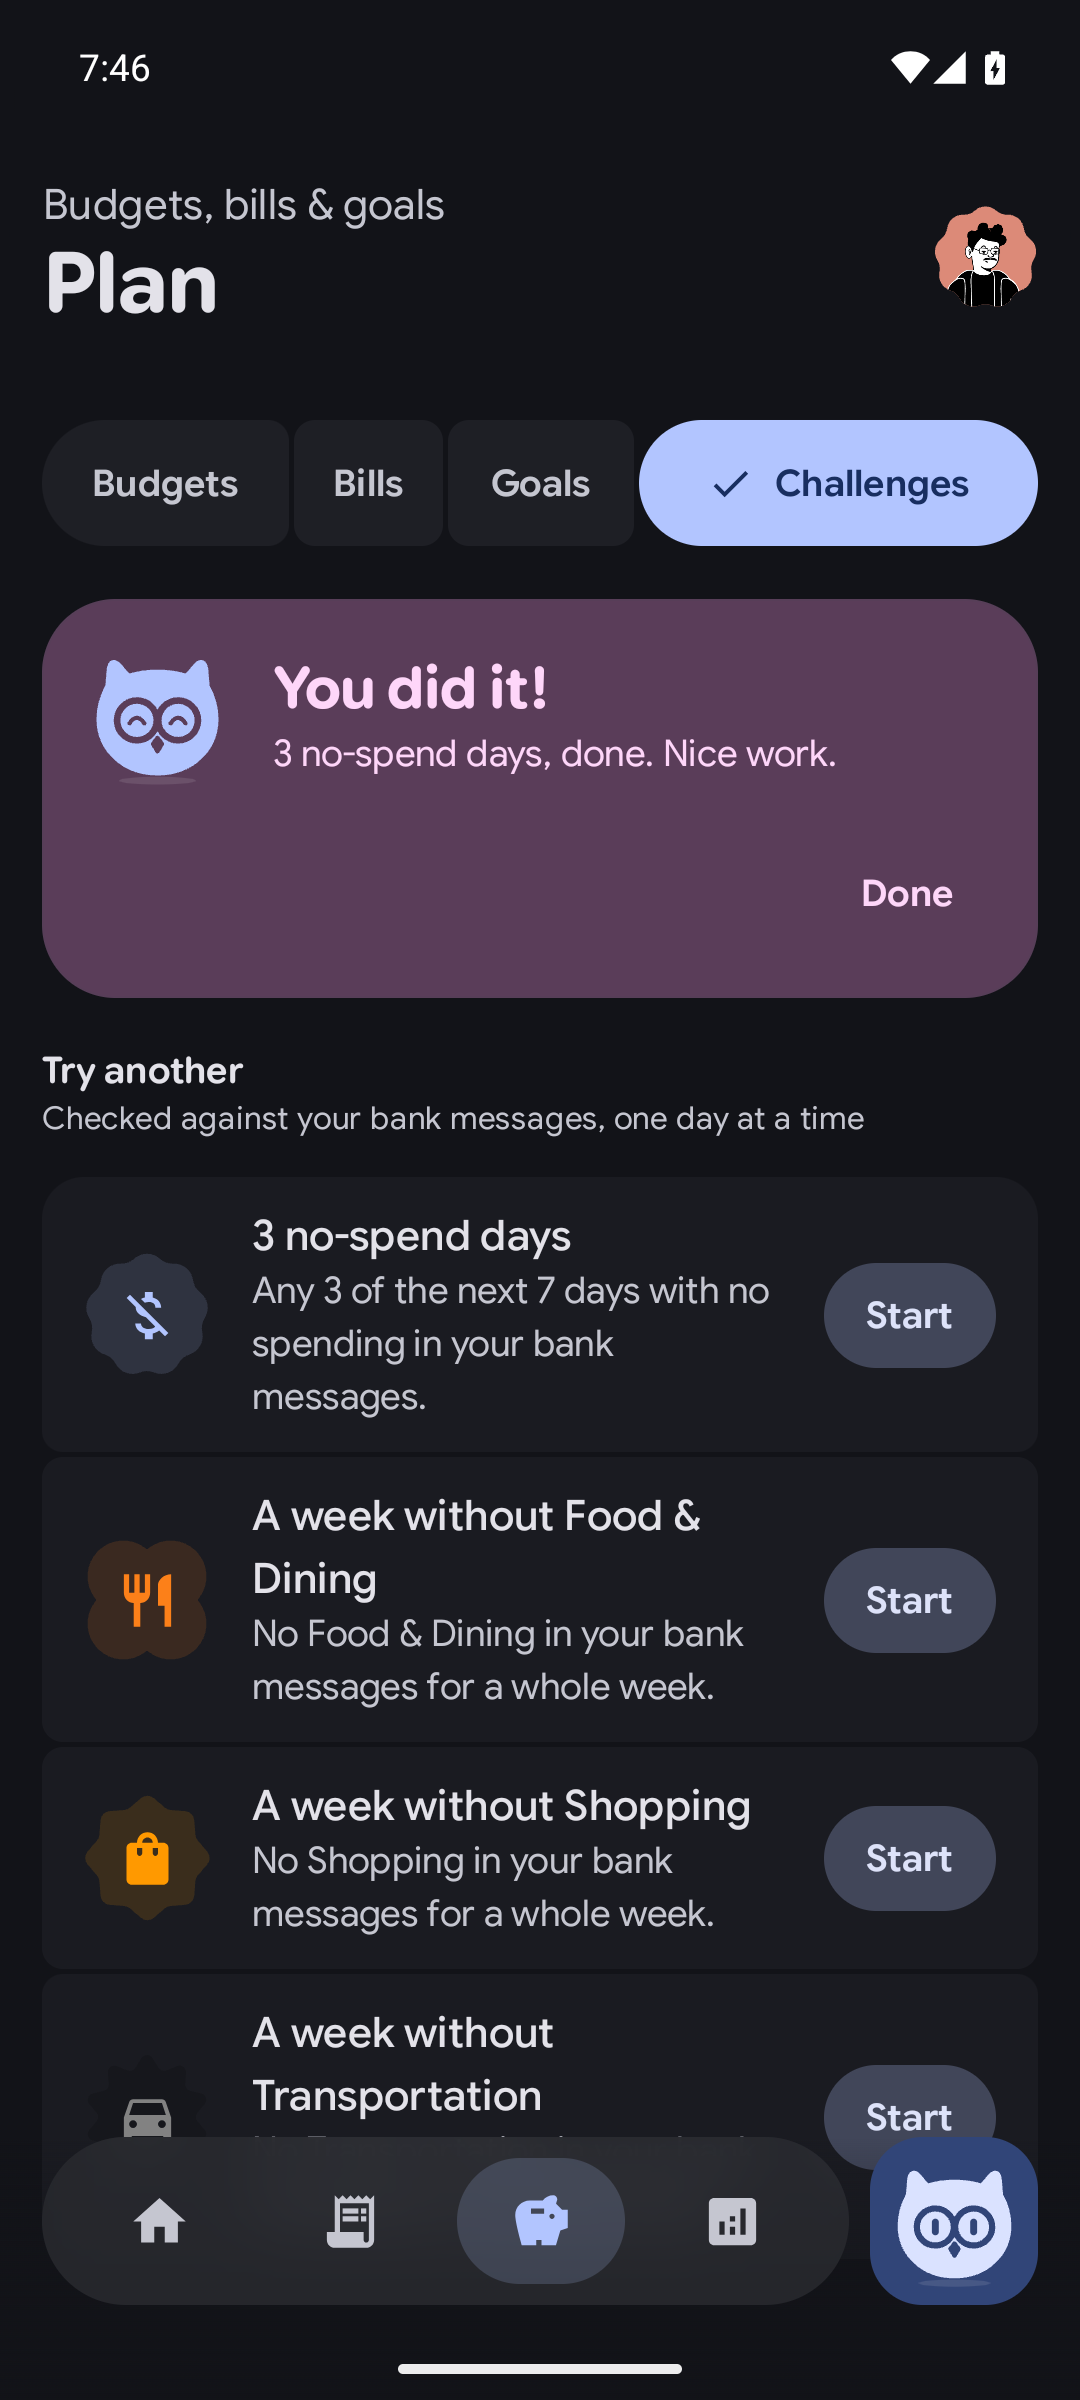 7:46
Budgets, bills & goals
Plan
Budgets
Bills
Goals
Challenges
You did it!
3 no-spend days, done. Nice work.
Done
Try another
Checked against your bank messages, one day at a time
3 no-spend days
Any 3 of the next 7 days with no
spending in your bank
messages.
Start
A week without Food &
Dining
No Food & Dining in your bank
messages for a whole week.
Start
A week without Shopping
No Shopping in your bank
messages for a whole week.
Start
A week without
Transportation
Start